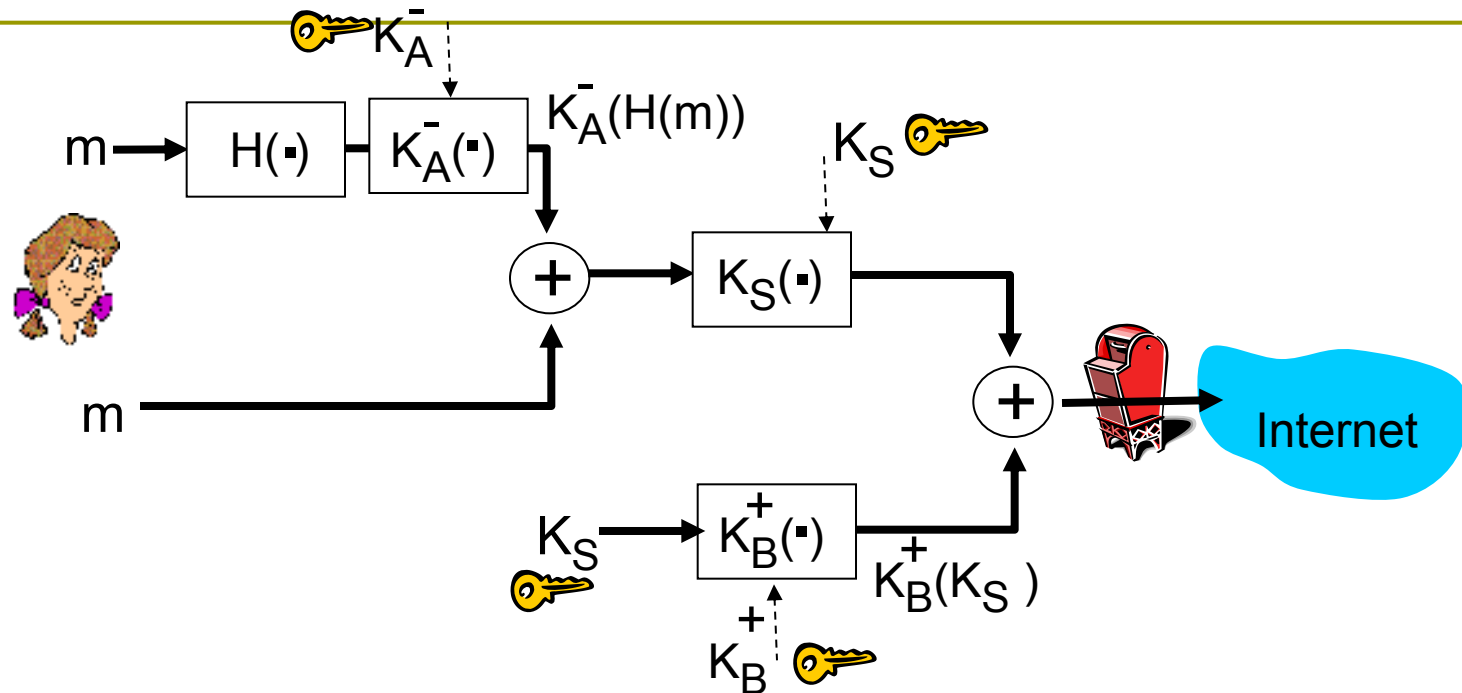 K_A^-
m
H(▪)
K_A^-(▪)
K_A^-(H(m))
K_S
+
K_S(▪)
m
+
Internet
K_S
K_B^+(▪)
K_B^+(K_S )
K_B^+